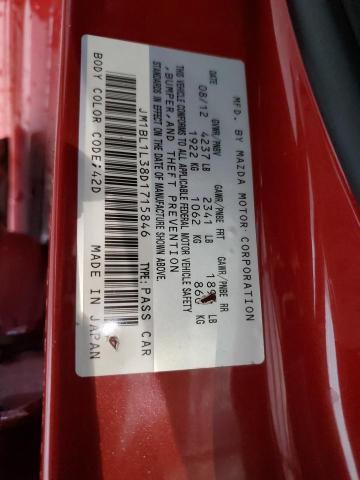 MFD. BY MAZDA MOTOR CORPORATION
GVWR/PNBV GAWR/PNBE FRT GAWR/PNBE RR
08/12 4237 LB 2341 LB LB
1922 KG 1062 KG KG
THIS VEHICLE CONFORMS TO ALL APPLICABLE FEDERAL MOTOR VEHICLE SAFETY
, BUMPER, AND THEFT PREVENTION
STANDARDS IN EFFECT ON THE DATE OF MANUFACTURE SHOWN ABOVE.
JM1BL1L38D1715846 TYPE: PASS CAR
BODY COLOR CODE*42D MADE IN JAPAN